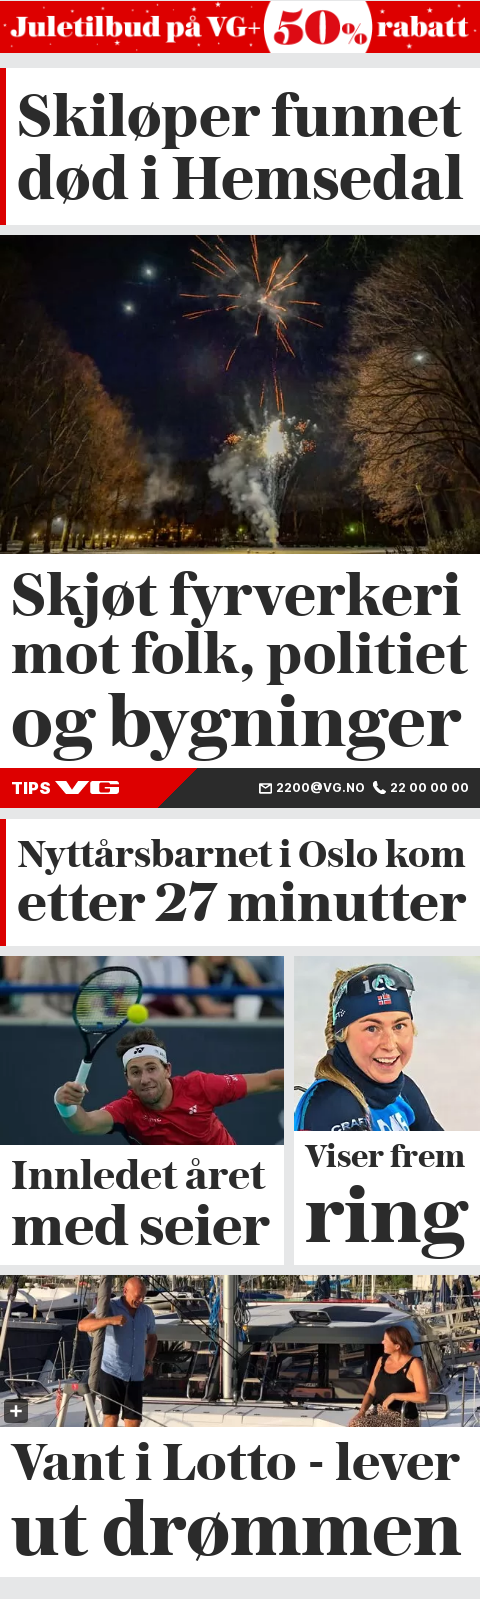 Juletilbud på VG+ 50% rabatt
Skiløper funnet
død i Hemsedal
Skjøt fyrverkeri
mot folk, politiet
og bygninger
TIPS VG 2200@VG.NO 22 00 00 00
Nyttårsbarnet i Oslo kom
etter 27 minutter
Innledet året
med seier
ice
GRAF
Viser frem
ring
+
Vant i Lotto - lever
ut drømmen